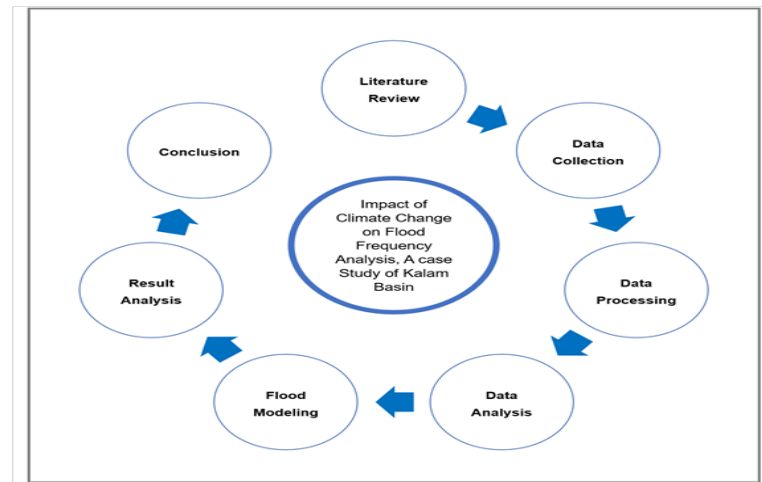 Literature
Review
Data
Collection
Data
Processing
Data
Analysis
Flood
Modeling
Result
Analysis
Conclusion
Impact of
Climate Change
on Flood
Frequency
Analysis, A case
Study of Kalam
Basin